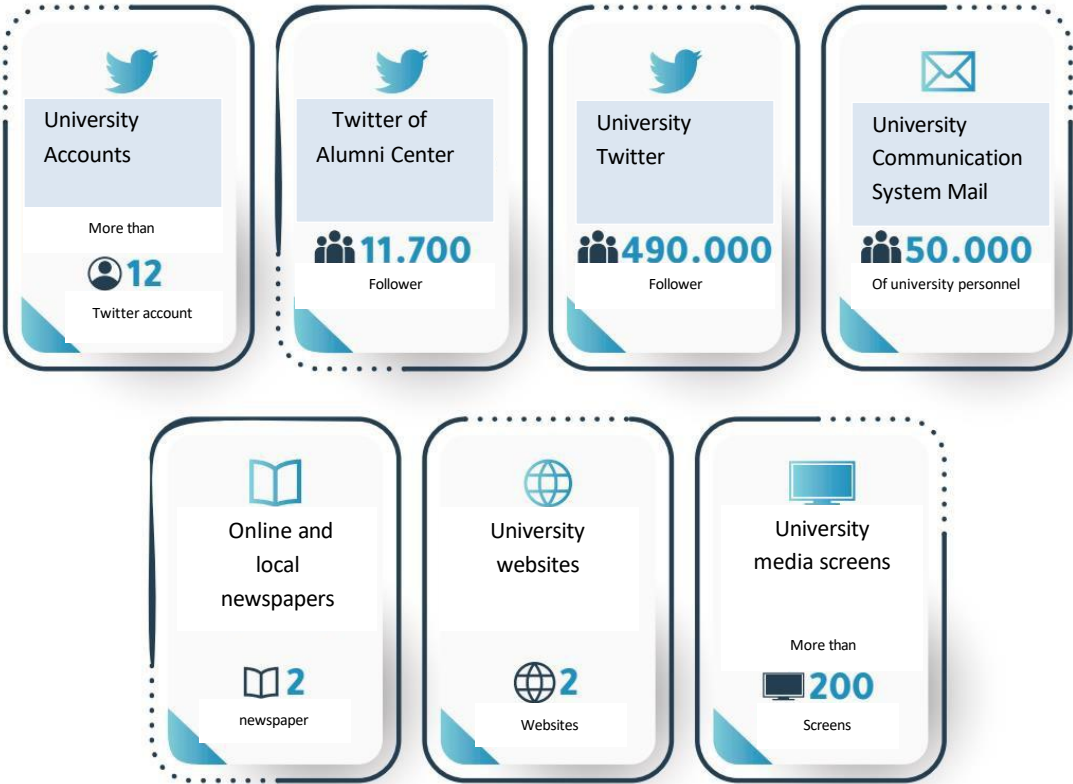 University
Accounts
More than
12
Twitter account
Twitter of
Alumni Center
11.700
Follower
University
Twitter
490.000
Follower
University
Communication
System Mail
50.000
Of university personnel
Online and
local
newspapers
2
newspaper
University
websites
2
Websites
University
media screens
More than
200
Screens